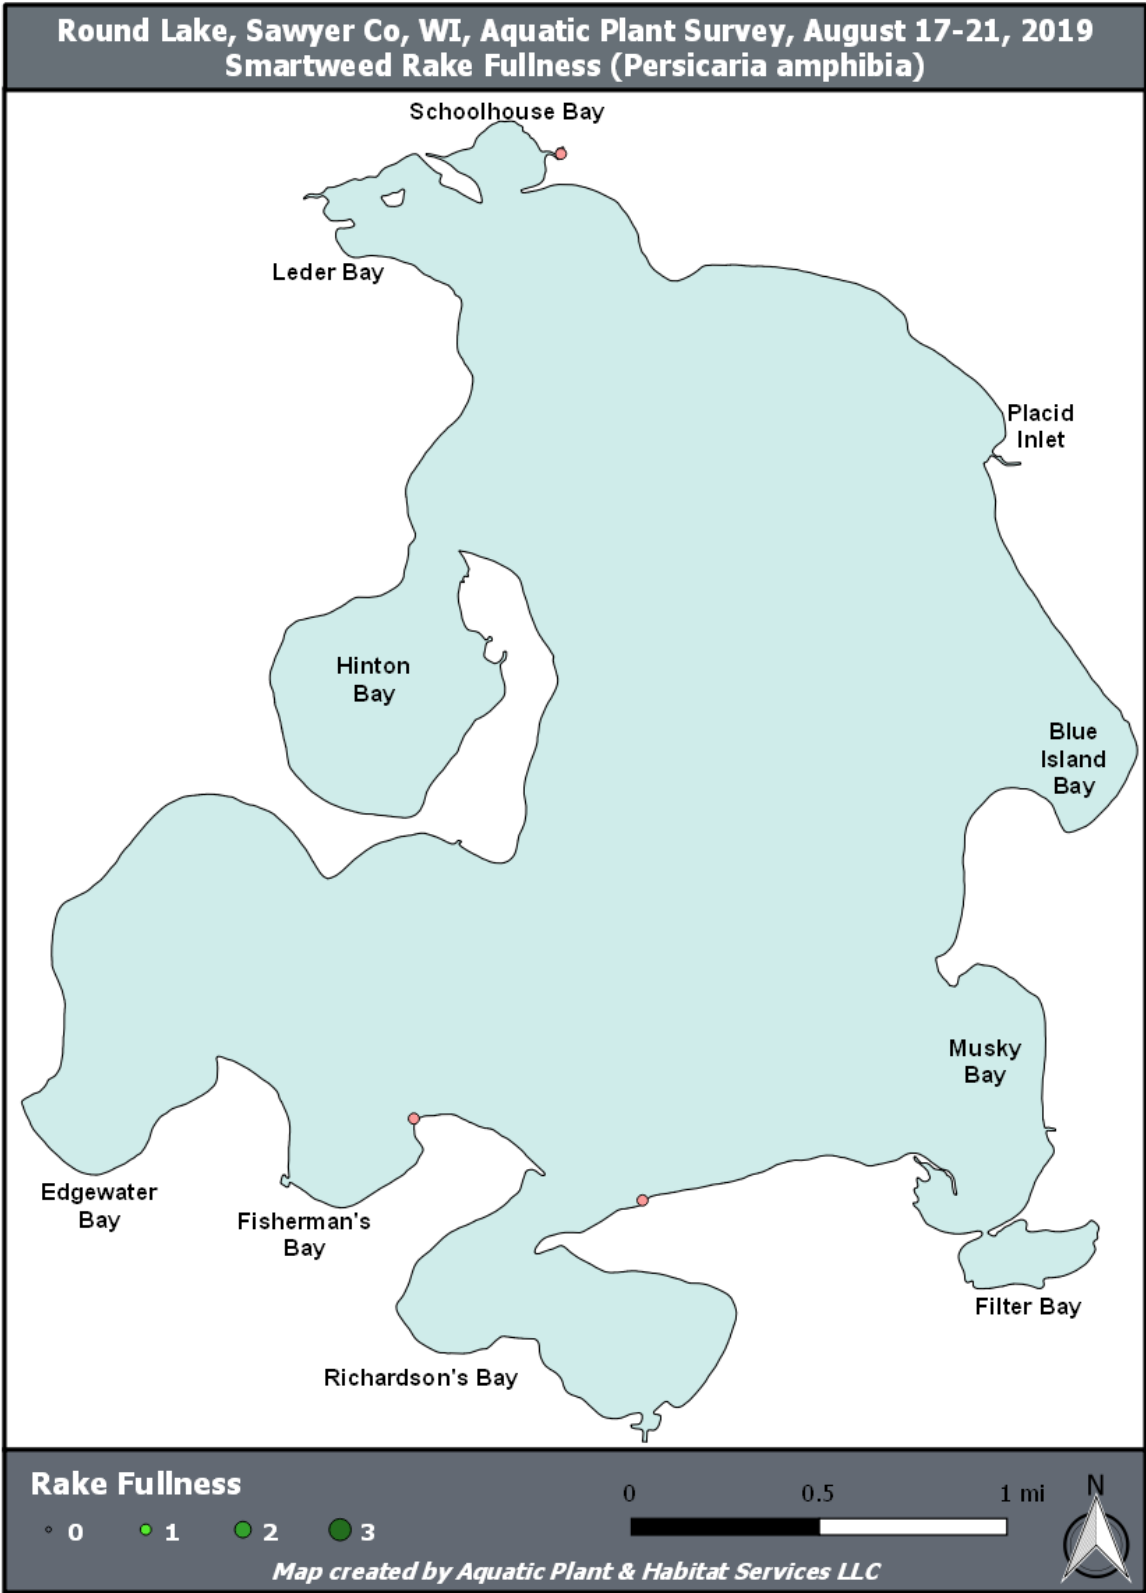 Round Lake, Sawyer Co, WI, Aquatic Plant Survey, August 17-21, 2019
Smartweed Rake Fullness (Persicaria amphibia)
Schoolhouse Bay
Leder Bay
Placid
Inlet
Hinton
Bay
Blue
Island
Bay
Musky
Bay
Edgewater
Bay
Fisherman's
Bay
Filter Bay
Richardson's Bay
Rake Fullness
0 1 2 3
0 0.5 1 mi
N
Map created by Aquatic Plant & Habitat Services LLC